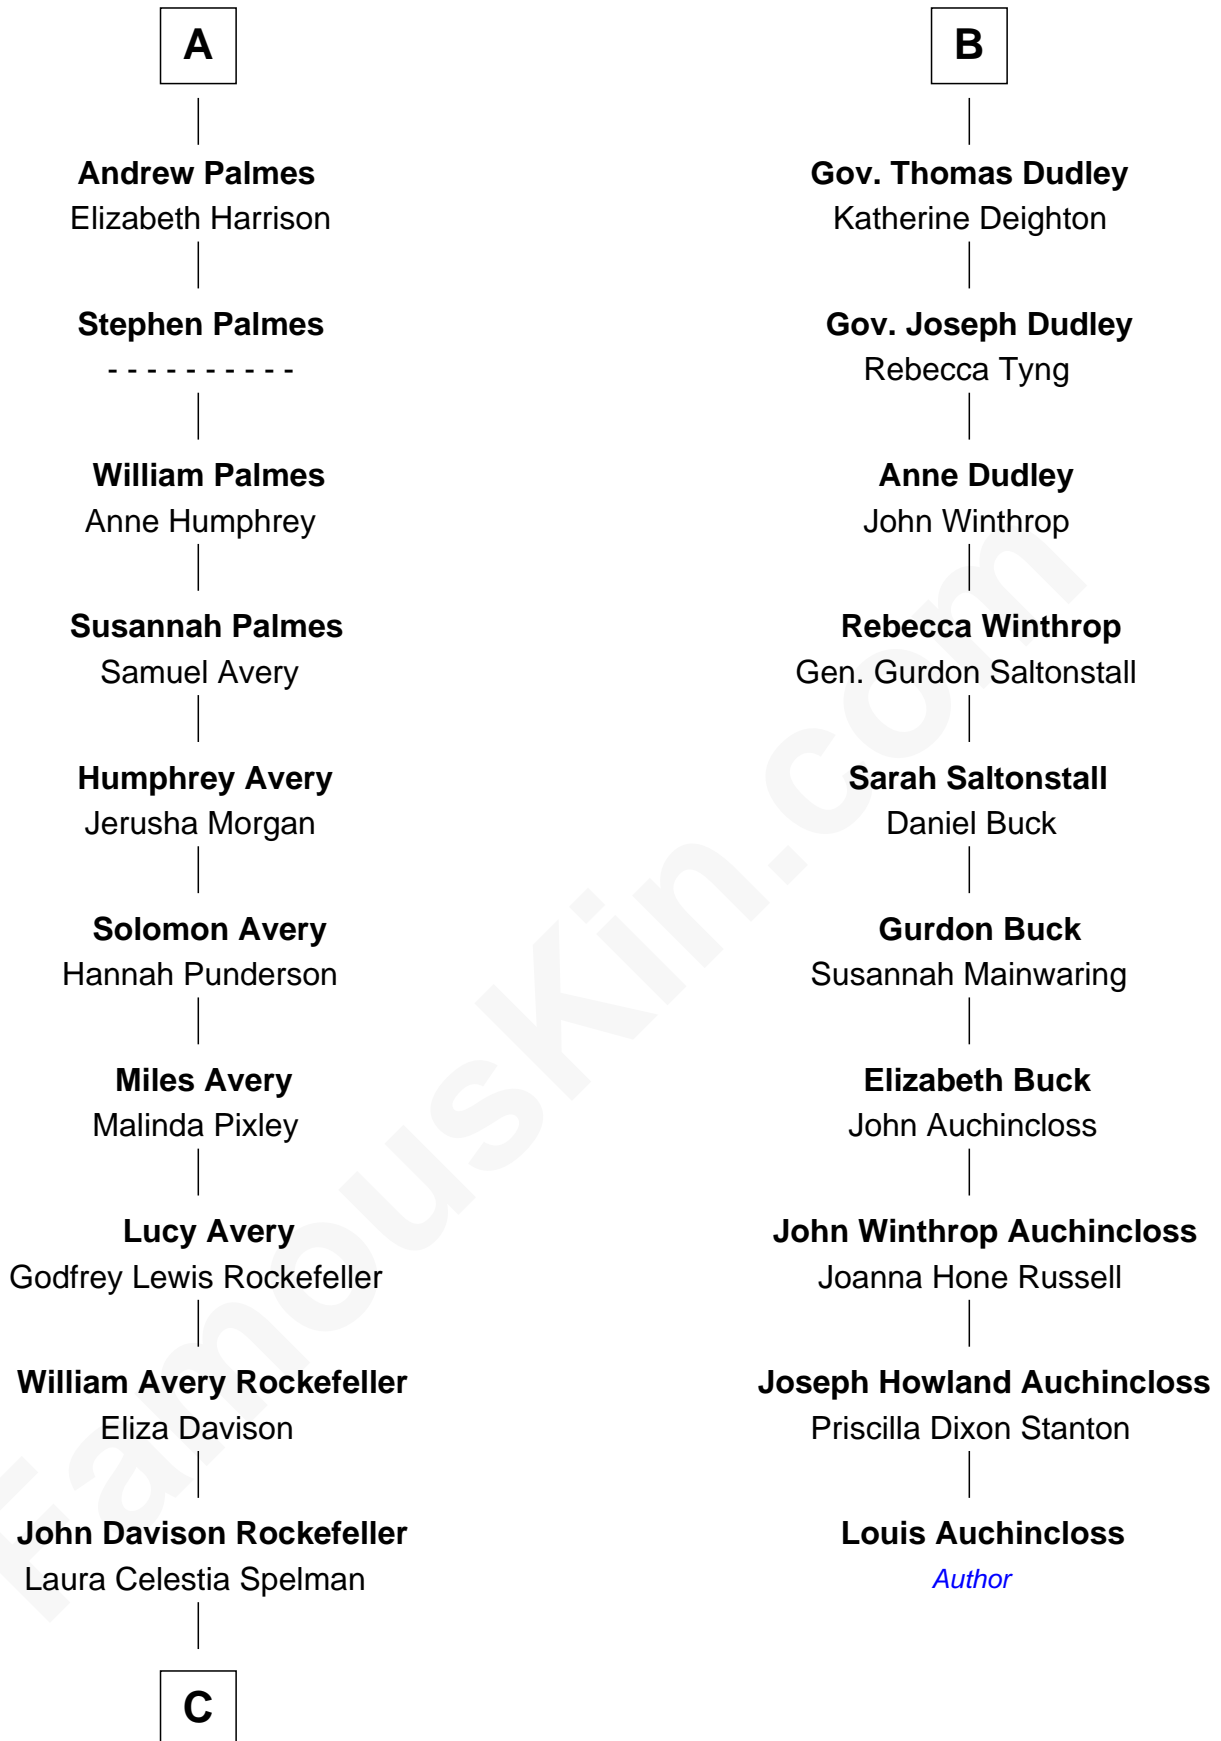 A
Andrew Palmes
Elizabeth Harrison
Stephen Palmes
- - - - - - - - - -
William Palmes
Anne Humphrey
Susannah Palmes
Samuel Avery
Humphrey Avery
Jerusha Morgan
Solomon Avery
Hannah Punderson
Miles Avery
Malinda Pixley
Lucy Avery
Godfrey Lewis Rockefeller
William Avery Rockefeller
Eliza Davison
John Davison Rockefeller
Laura Celestia Spelman
C
B
Gov. Thomas Dudley
Katherine Deighton
Gov. Joseph Dudley
Rebecca Tyng
Anne Dudley
John Winthrop
Rebecca Winthrop
Gen. Gurdon Saltonstall
Sarah Saltonstall
Daniel Buck
Gurdon Buck
Susannah Mainwaring
Elizabeth Buck
John Auchincloss
John Winthrop Auchincloss
Joanna Hone Russell
Joseph Howland Auchincloss
Priscilla Dixon Stanton
Louis Auchincloss
Author
FamousKin.com